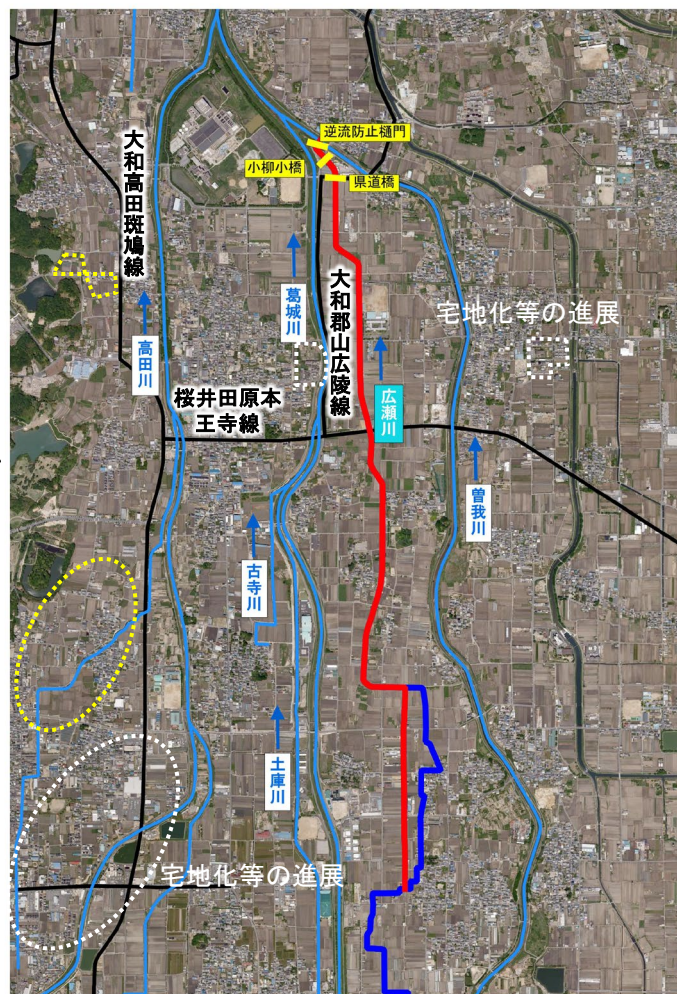 逆流防止樋門
小柳小橋
県道橋
大和高田斑鳩線
葛城川
大和郡山広陵線
宅地化等の進展
高田川
桜井田原本
王寺線
広瀬川
曽我川
古寺川
土庫川
宅地化等の進展